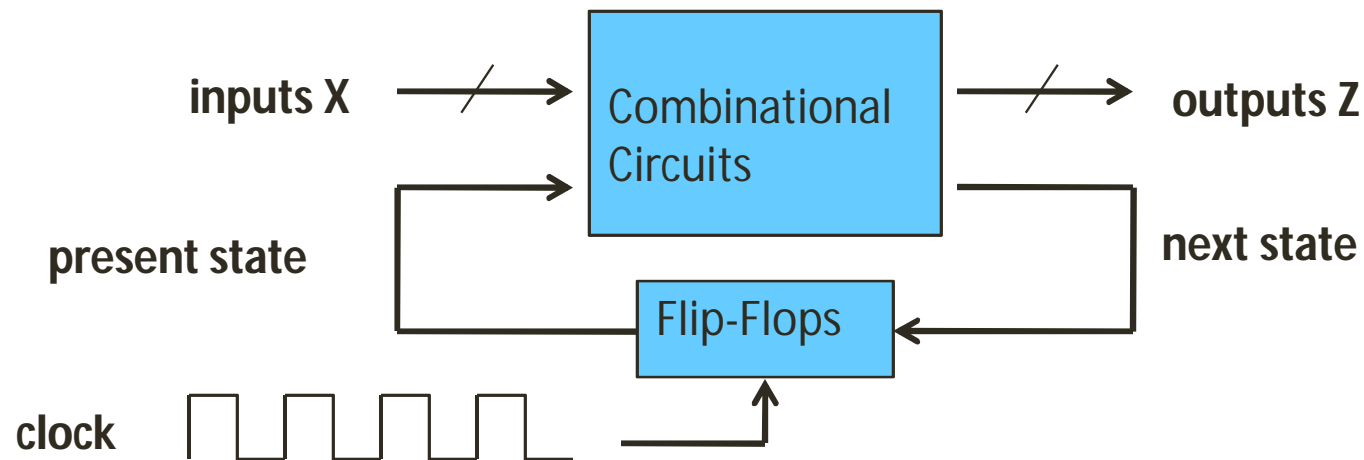 inputs X
Combinational
Circuits
outputs Z
present state
next state
Flip-Flops
clock